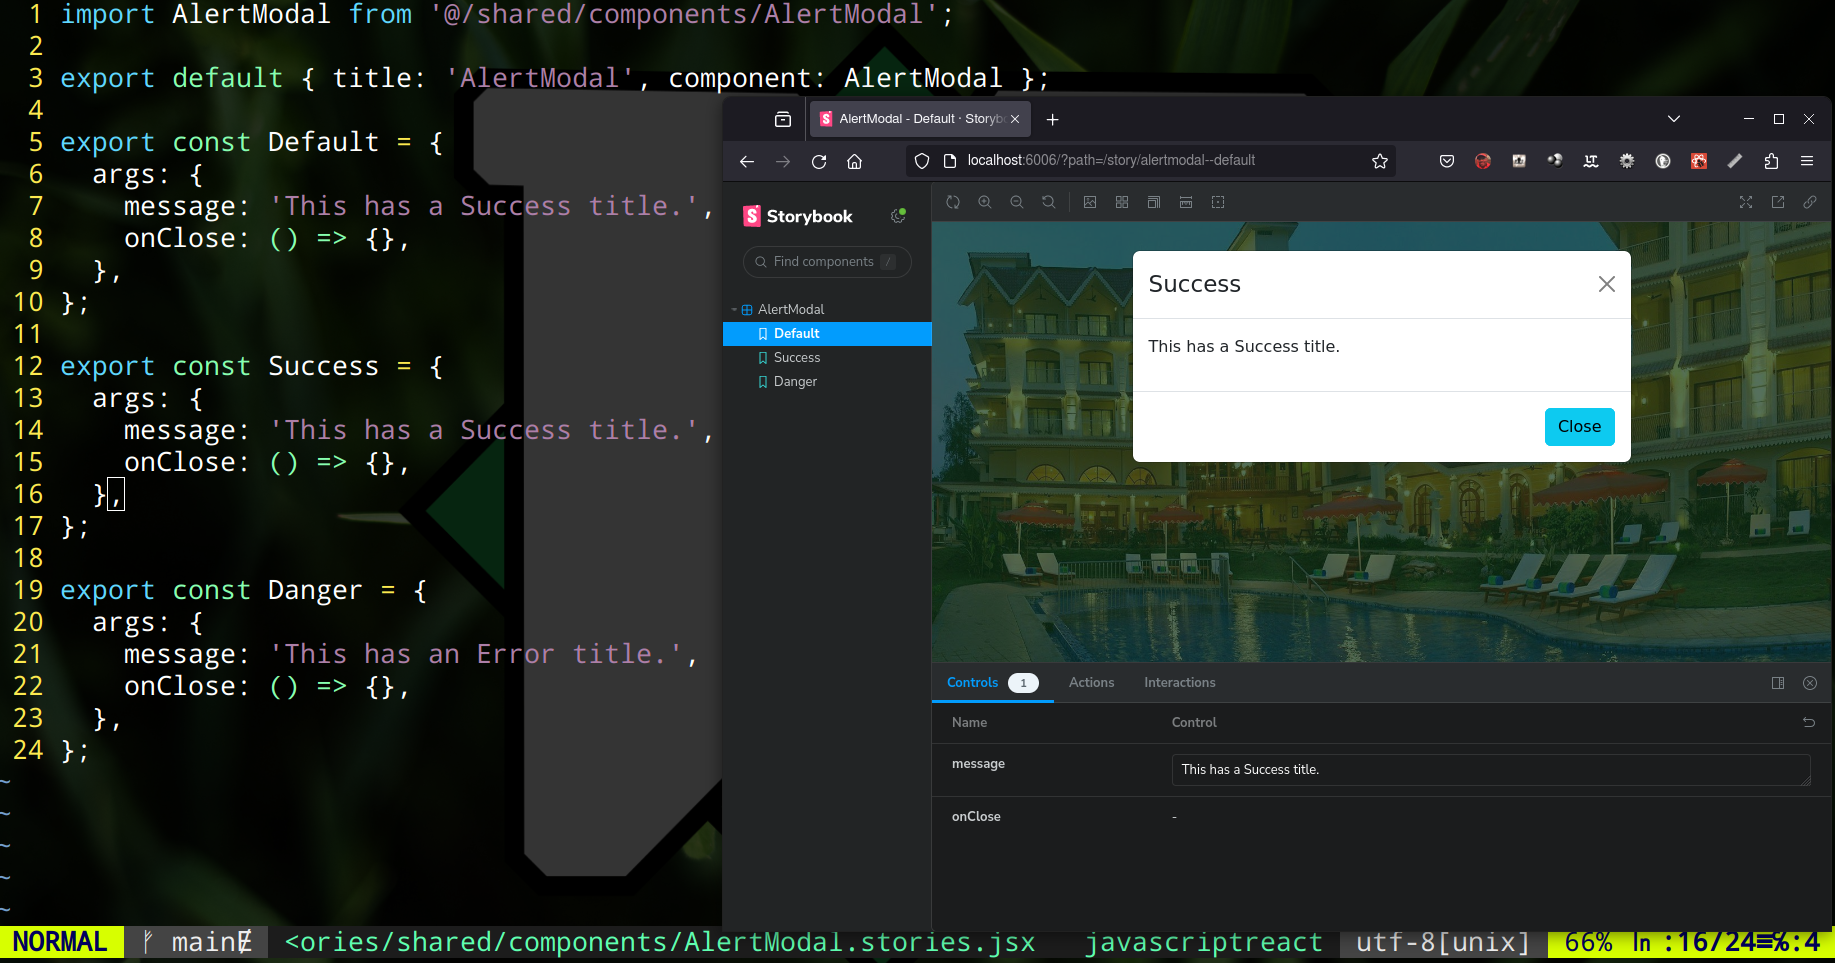 1 import AlertModal from '@/shared/components/AlertModal';
2
3 export default { title: 'AlertModal', component: AlertModal };
4
5 export const Default = {
6 args: {
7 message: 'This has a Success title.',
8 onClose: () => {},
9 },
10 };
11
12 export const Success = {
13 args: {
14 message: 'This has a Success title.',
15 onClose: () => {},
16 },
17 };
18
19 export const Danger = {
20 args: {
21 message: 'This has an Error title.',
22 onClose: () => {},
23 },
24 };
~
~
~
~
~
NORMAL main <ories/shared/components/AlertModal.stories.jsx javascriptreact utf-8[unix] 66% ㏑:16/24≡℅:4
AlertModal - Default · Storyb
localhost:6006/?path=/story/alertmodal--default
Storybook
Find components /
AlertModal
Default
Success
Danger
Success
This has a Success title.
Close
Controls 1 Actions Interactions
Name Control
message This has a Success title.
onClose -